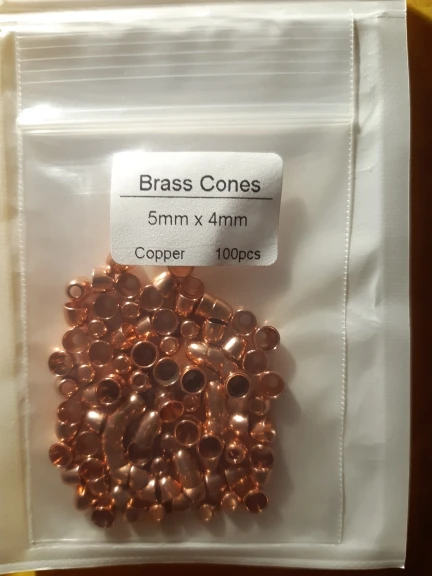 Brass Cones
5mm x 4mm
Copper 100pcs